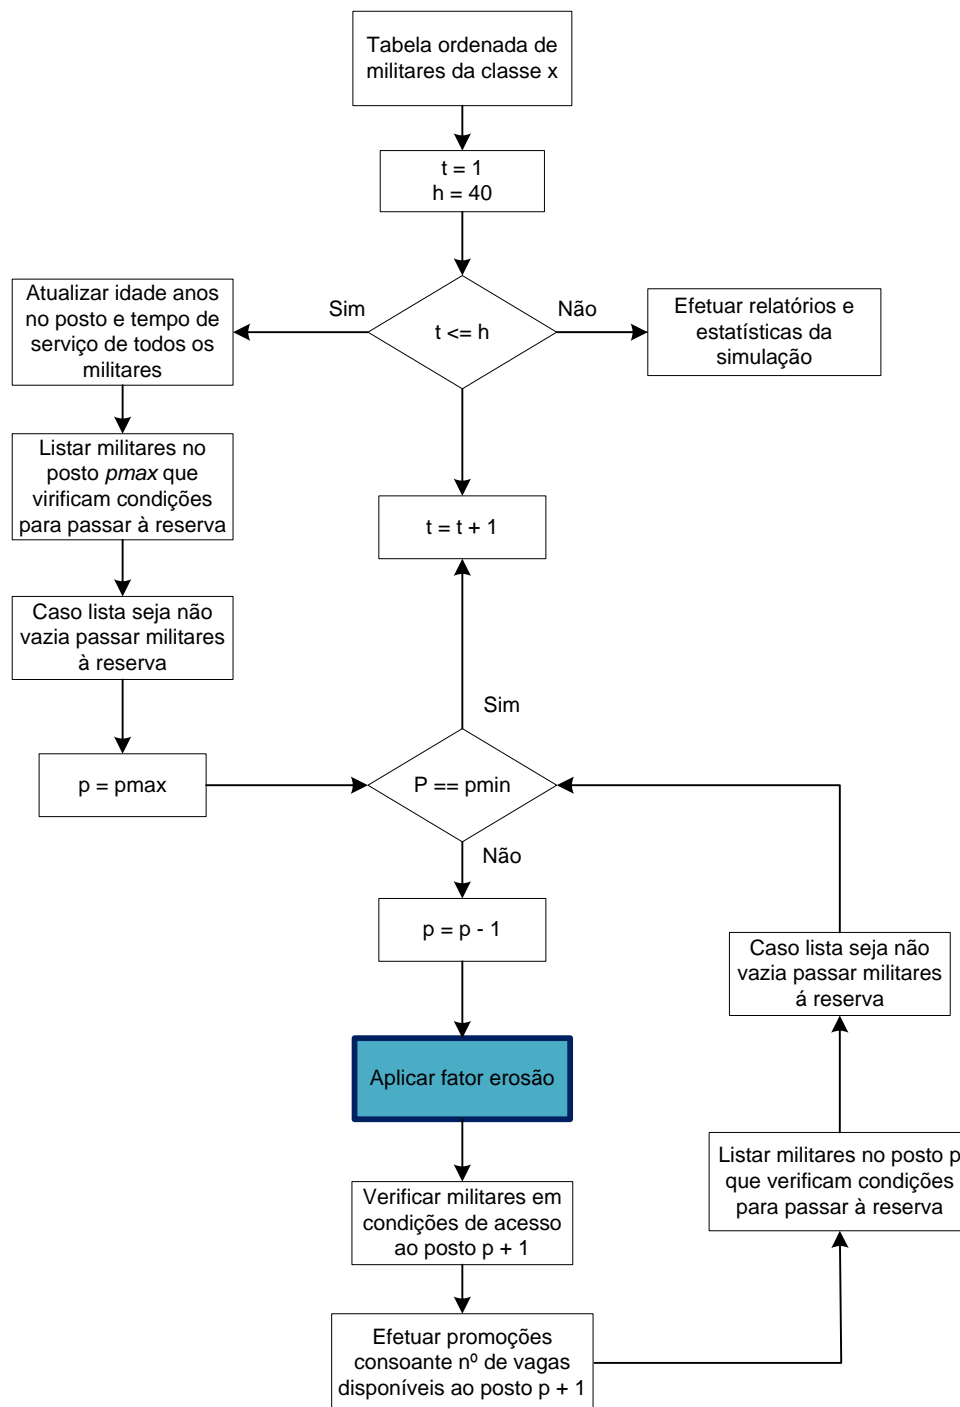 Tabela ordenada de
militares da classe x
t = 1
h = 40
Sim
t <= h
Não
Atualizar idade anos
no posto e tempo de
serviço de todos os
militares
Efetuar relatórios e
estatísticas da
simulação
Listar militares no
posto pmax que
virificam condições
para passar à reserva
t = t + 1
Caso lista seja não
vazia passar militares
à reserva
Sim
p = pmax
P == pmin
Não
p = p - 1
Caso lista seja não
vazia passar militares
á reserva
Aplicar fator erosão
Listar militares no posto p
que verificam condições
para passar à reserva
Verificar militares em
condições de acesso
ao posto p + 1
Efetuar promoções
consoante nº de vagas
disponíveis ao posto p + 1